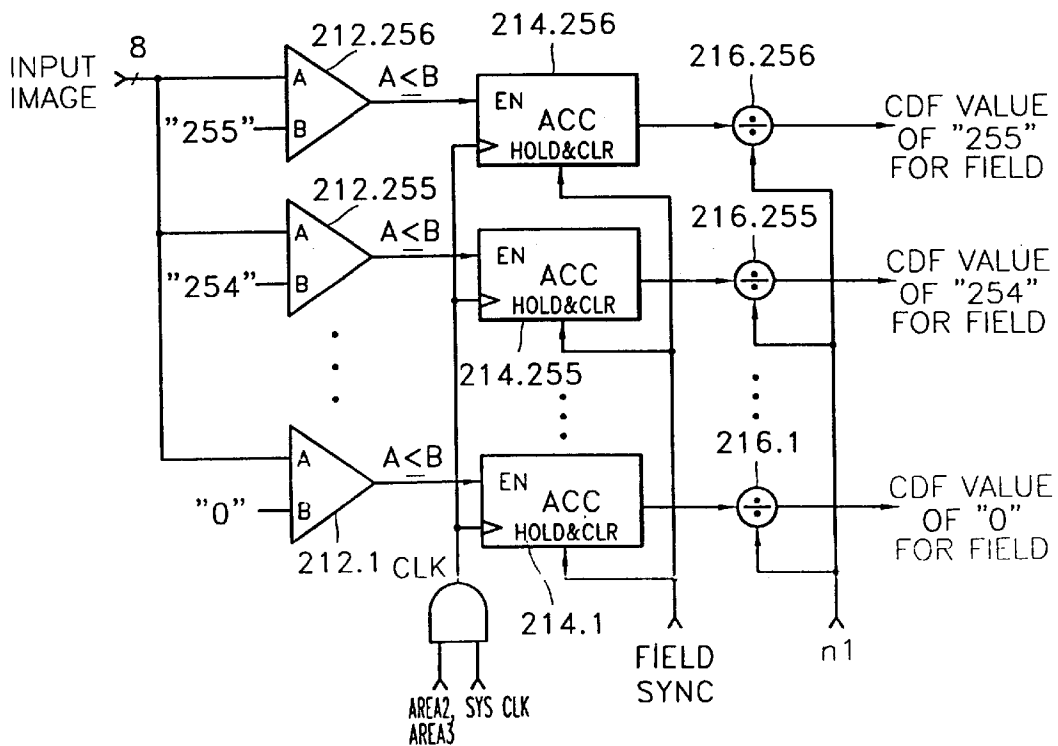 8
INPUT
IMAGE
212.256
A
B
"255"
A≤B
214.256
EN
ACC
HOLD&CLR
216.256
÷
CDF VALUE
OF "255"
FOR FIELD
212.255
A
B
"254"
A≤B
EN
ACC
HOLD&CLR
214.255
216.255
÷
CDF VALUE
OF "254"
FOR FIELD
A
B
"0"
212.1
A≤B
EN
ACC
HOLD&CLR
214.1
216.1
÷
CDF VALUE
OF "0"
FOR FIELD
CLK
AREA2, SYS CLK
AREA3
FIELD
SYNC
n1